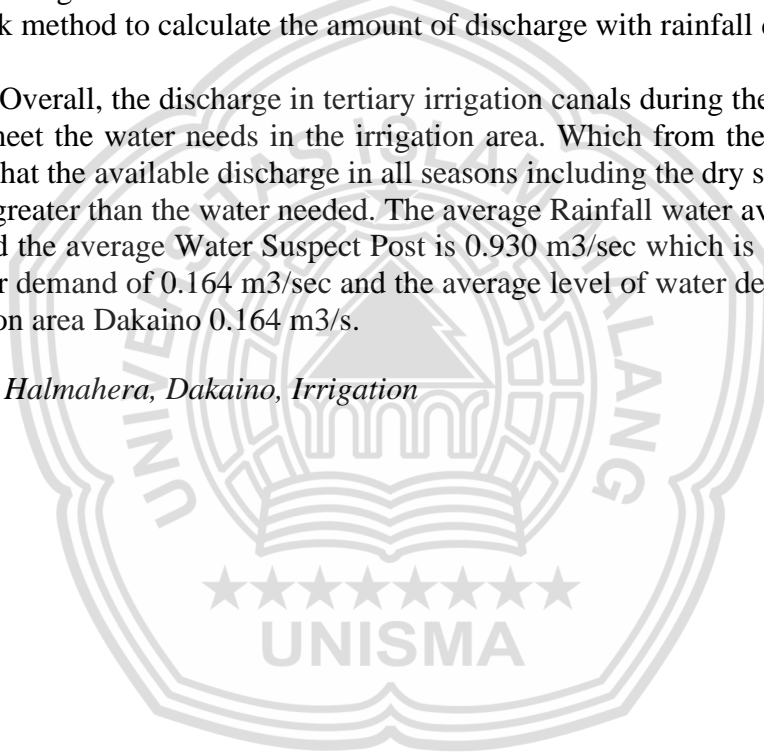 k method to calculate the amount of discharge with rainfall
Overall, the discharge in tertiary irrigation canals during the
meet the water needs in the irrigation area. Which from the
hat the available discharge in all seasons including the dry s
greater than the water needed. The average Rainfall water av
d the average Water Suspect Post is 0.930 m3/sec which is
r demand of 0.164 m3/sec and the average level of water de
on area Dakaino 0.164 m3/s.
Halmahera, Dakaino, Irrigation
UNIVERSITAS ISLAM MALANG
UNISMA